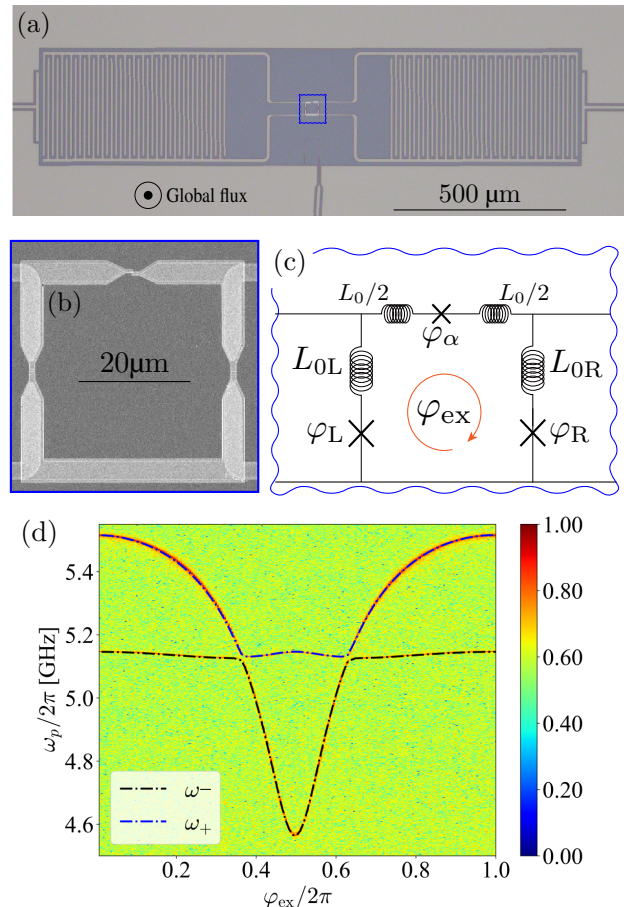 (a)
Global flux
500 µm
(b)
20µm
(c)
L₀/2
L₀/2
φα
L₀L
L₀R
φex
φL
φR
(d)
1.00
0.80
0.60
0.40
0.20
0.00
ωp/2π [GHz]
5.4
5.2
5.0
4.8
4.6
ω−
ω+
0.2
0.4
0.6
0.8
1.0
φex/2π